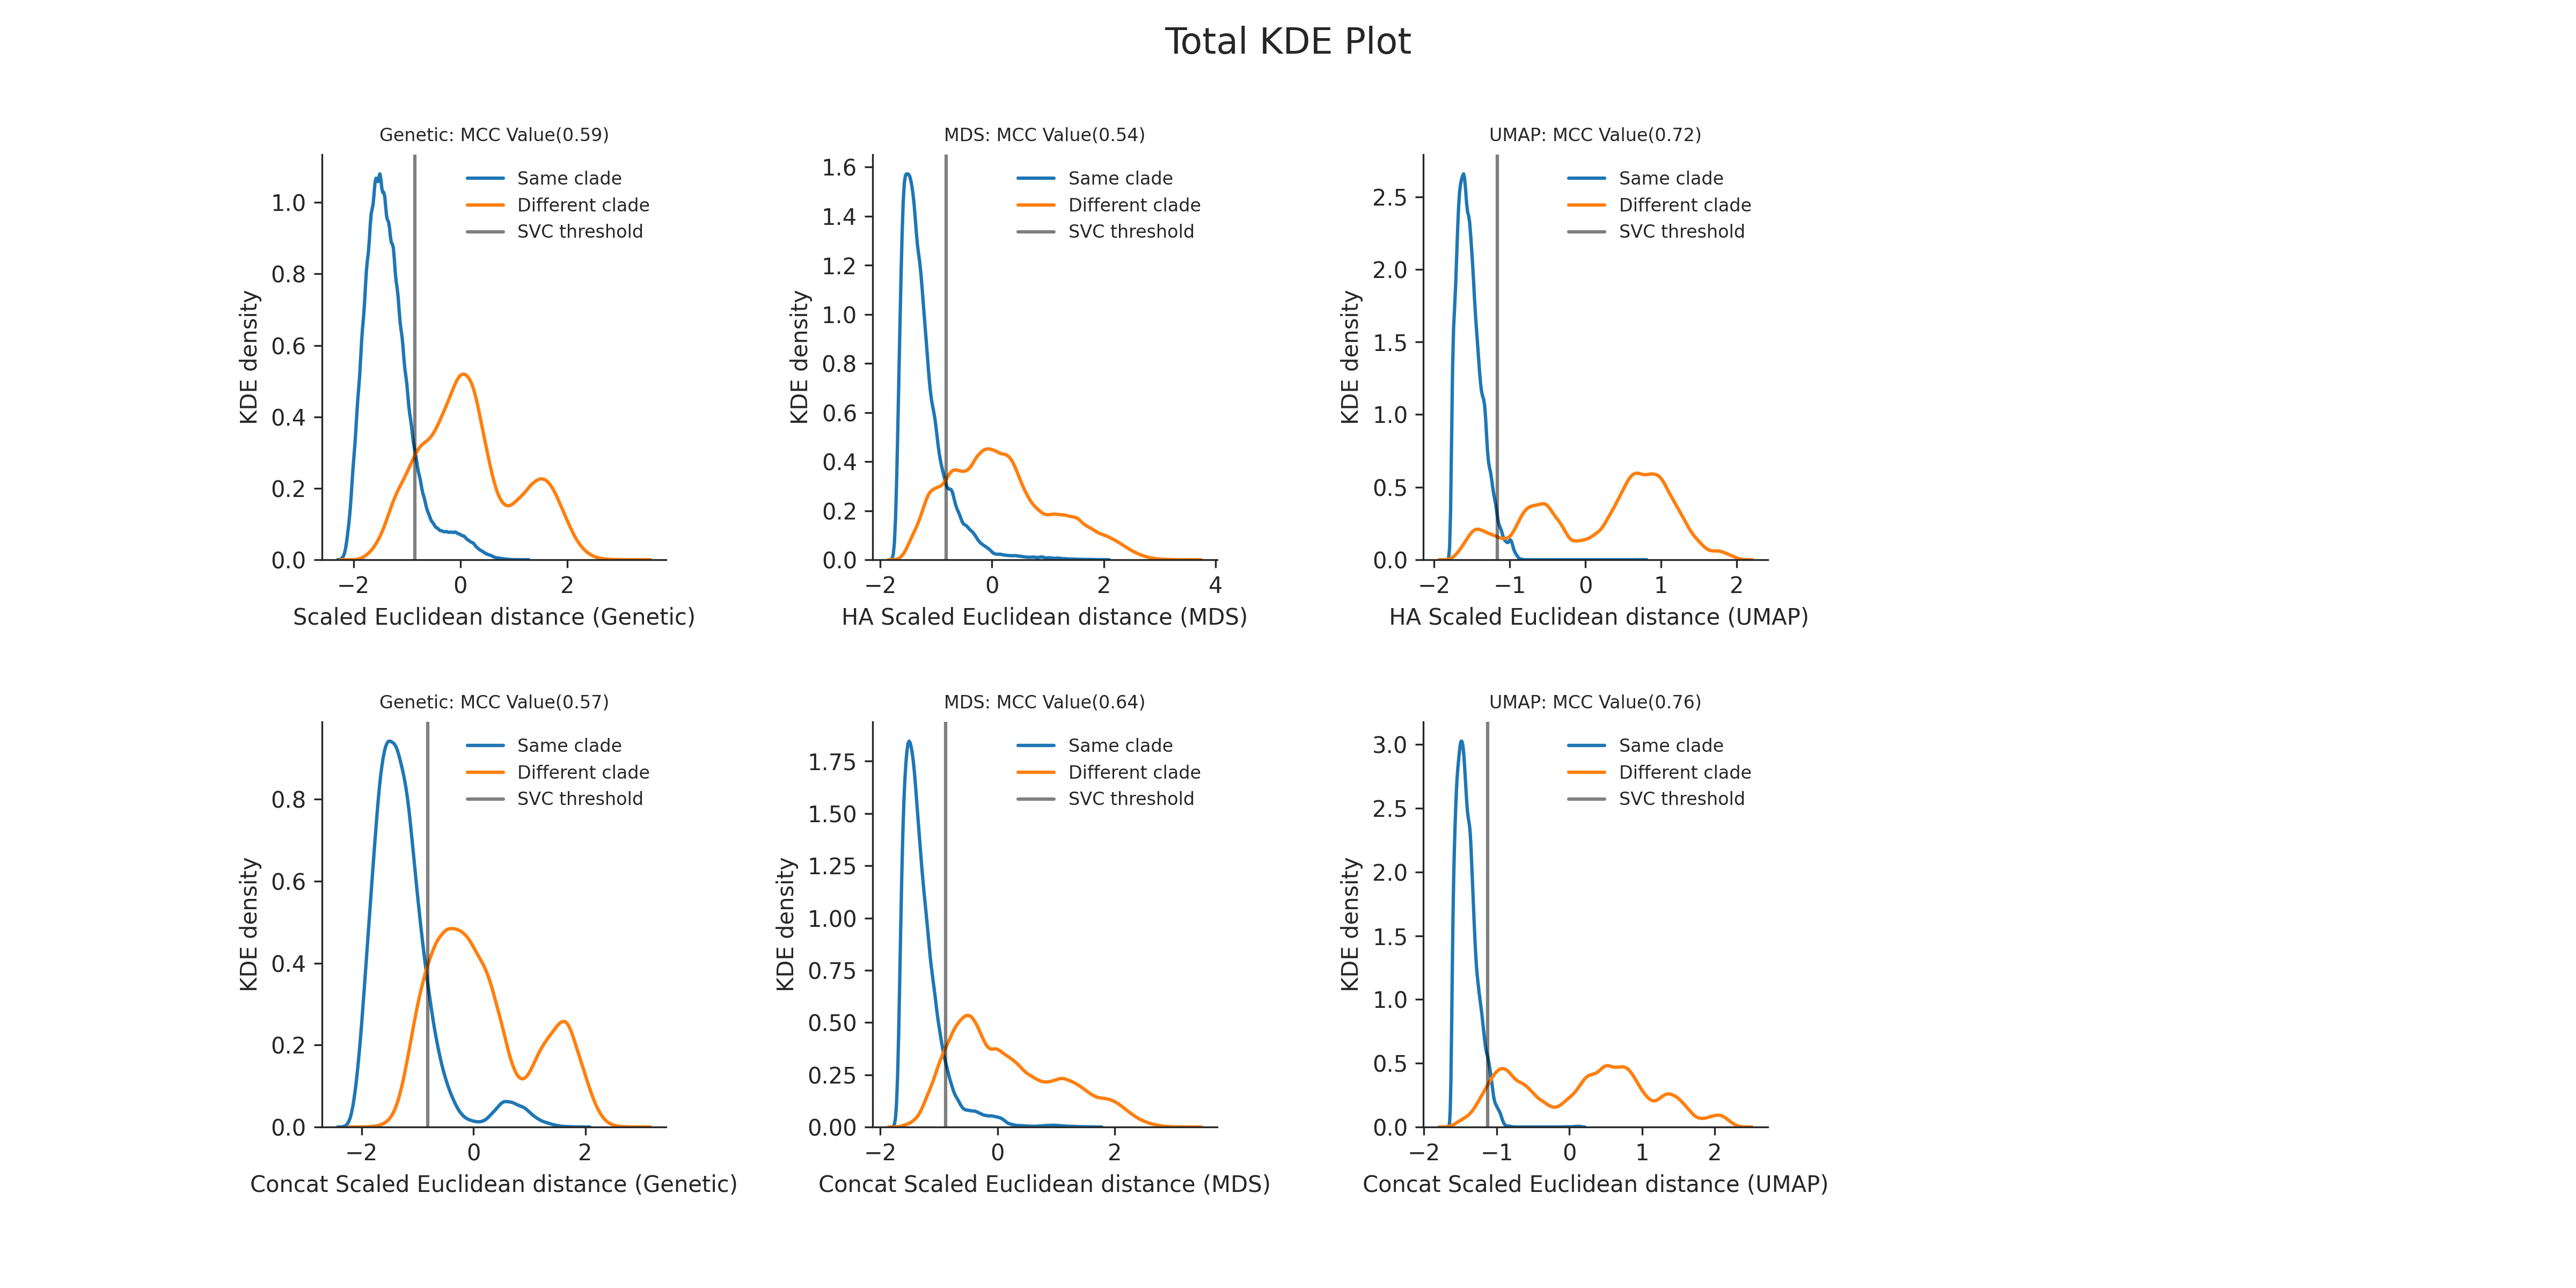 Total KDE Plot
Genetic: MCC Value(0.59)
Same clade
Different clade
SVC threshold
KDE density
1.0
0.8
0.6
0.4
0.2
0.0
−2 0 2
Scaled Euclidean distance (Genetic)
MDS: MCC Value(0.54)
Same clade
Different clade
SVC threshold
KDE density
1.6
1.4
1.2
1.0
0.8
0.6
0.4
0.2
0.0
−2 0 2 4
HA Scaled Euclidean distance (MDS)
UMAP: MCC Value(0.72)
Same clade
Different clade
SVC threshold
KDE density
2.5
2.0
1.5
1.0
0.5
0.0
−2 −1 0 1 2
HA Scaled Euclidean distance (UMAP)
Genetic: MCC Value(0.57)
Same clade
Different clade
SVC threshold
KDE density
0.8
0.6
0.4
0.2
0.0
−2 0 2
Concat Scaled Euclidean distance (Genetic)
MDS: MCC Value(0.64)
Same clade
Different clade
SVC threshold
KDE density
1.75
1.50
1.25
1.00
0.75
0.50
0.25
0.00
−2 0 2
Concat Scaled Euclidean distance (MDS)
UMAP: MCC Value(0.76)
Same clade
Different clade
SVC threshold
KDE density
3.0
2.5
2.0
1.5
1.0
0.5
0.0
−2 −1 0 1 2
Concat Scaled Euclidean distance (UMAP)